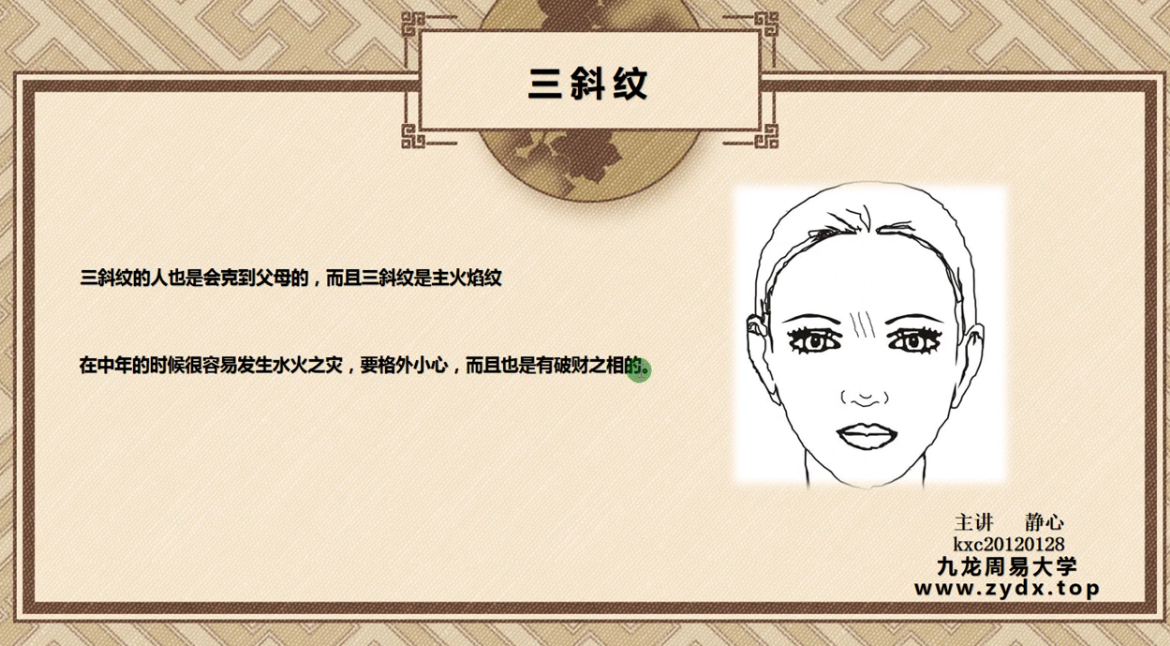 三斜纹
三斜纹的人也是会克到父母的，而且三斜纹是主火焰纹
在中年的时候很容易发生水火之灾，要格外小心，而且也是有破财之相的。
主讲 静心
kxc20120128
九龙周易大学
www.zydx.top